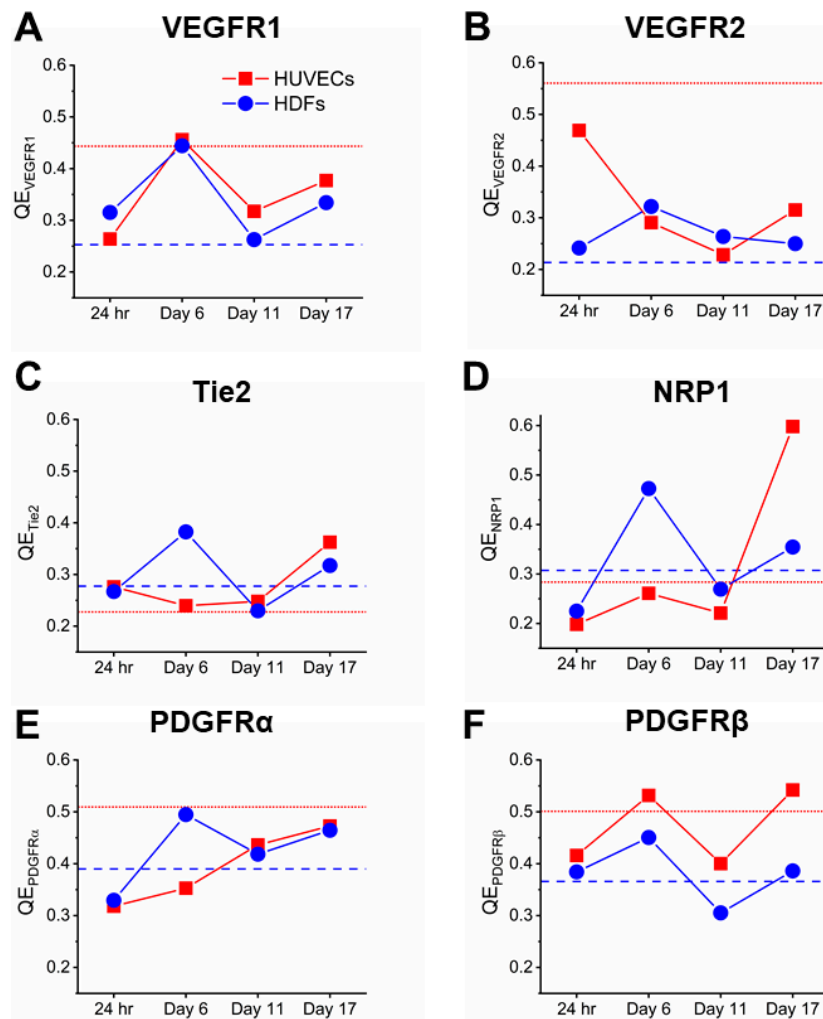 A VEGFR1
0.6
0.5
0.4
0.3
0.2
QE_VEGFR1
HUVECs
HDFs
24 hr Day 6 Day 11 Day 17
B VEGFR2
0.6
0.5
0.4
0.3
0.2
QE_VEGFR2
24 hr Day 6 Day 11 Day 17
C Tie2
0.6
0.5
0.4
0.3
0.2
QE_Tie2
24 hr Day 6 Day 11 Day 17
D NRP1
0.6
0.5
0.4
0.3
0.2
QE_NRP1
24 hr Day 6 Day 11 Day 17
E PDGFRα
0.6
0.5
0.4
0.3
0.2
QE_PDGFRα
24 hr Day 6 Day 11 Day 17
F PDGFRβ
0.6
0.5
0.4
0.3
0.2
QE_PDGFRβ
24 hr Day 6 Day 11 Day 17